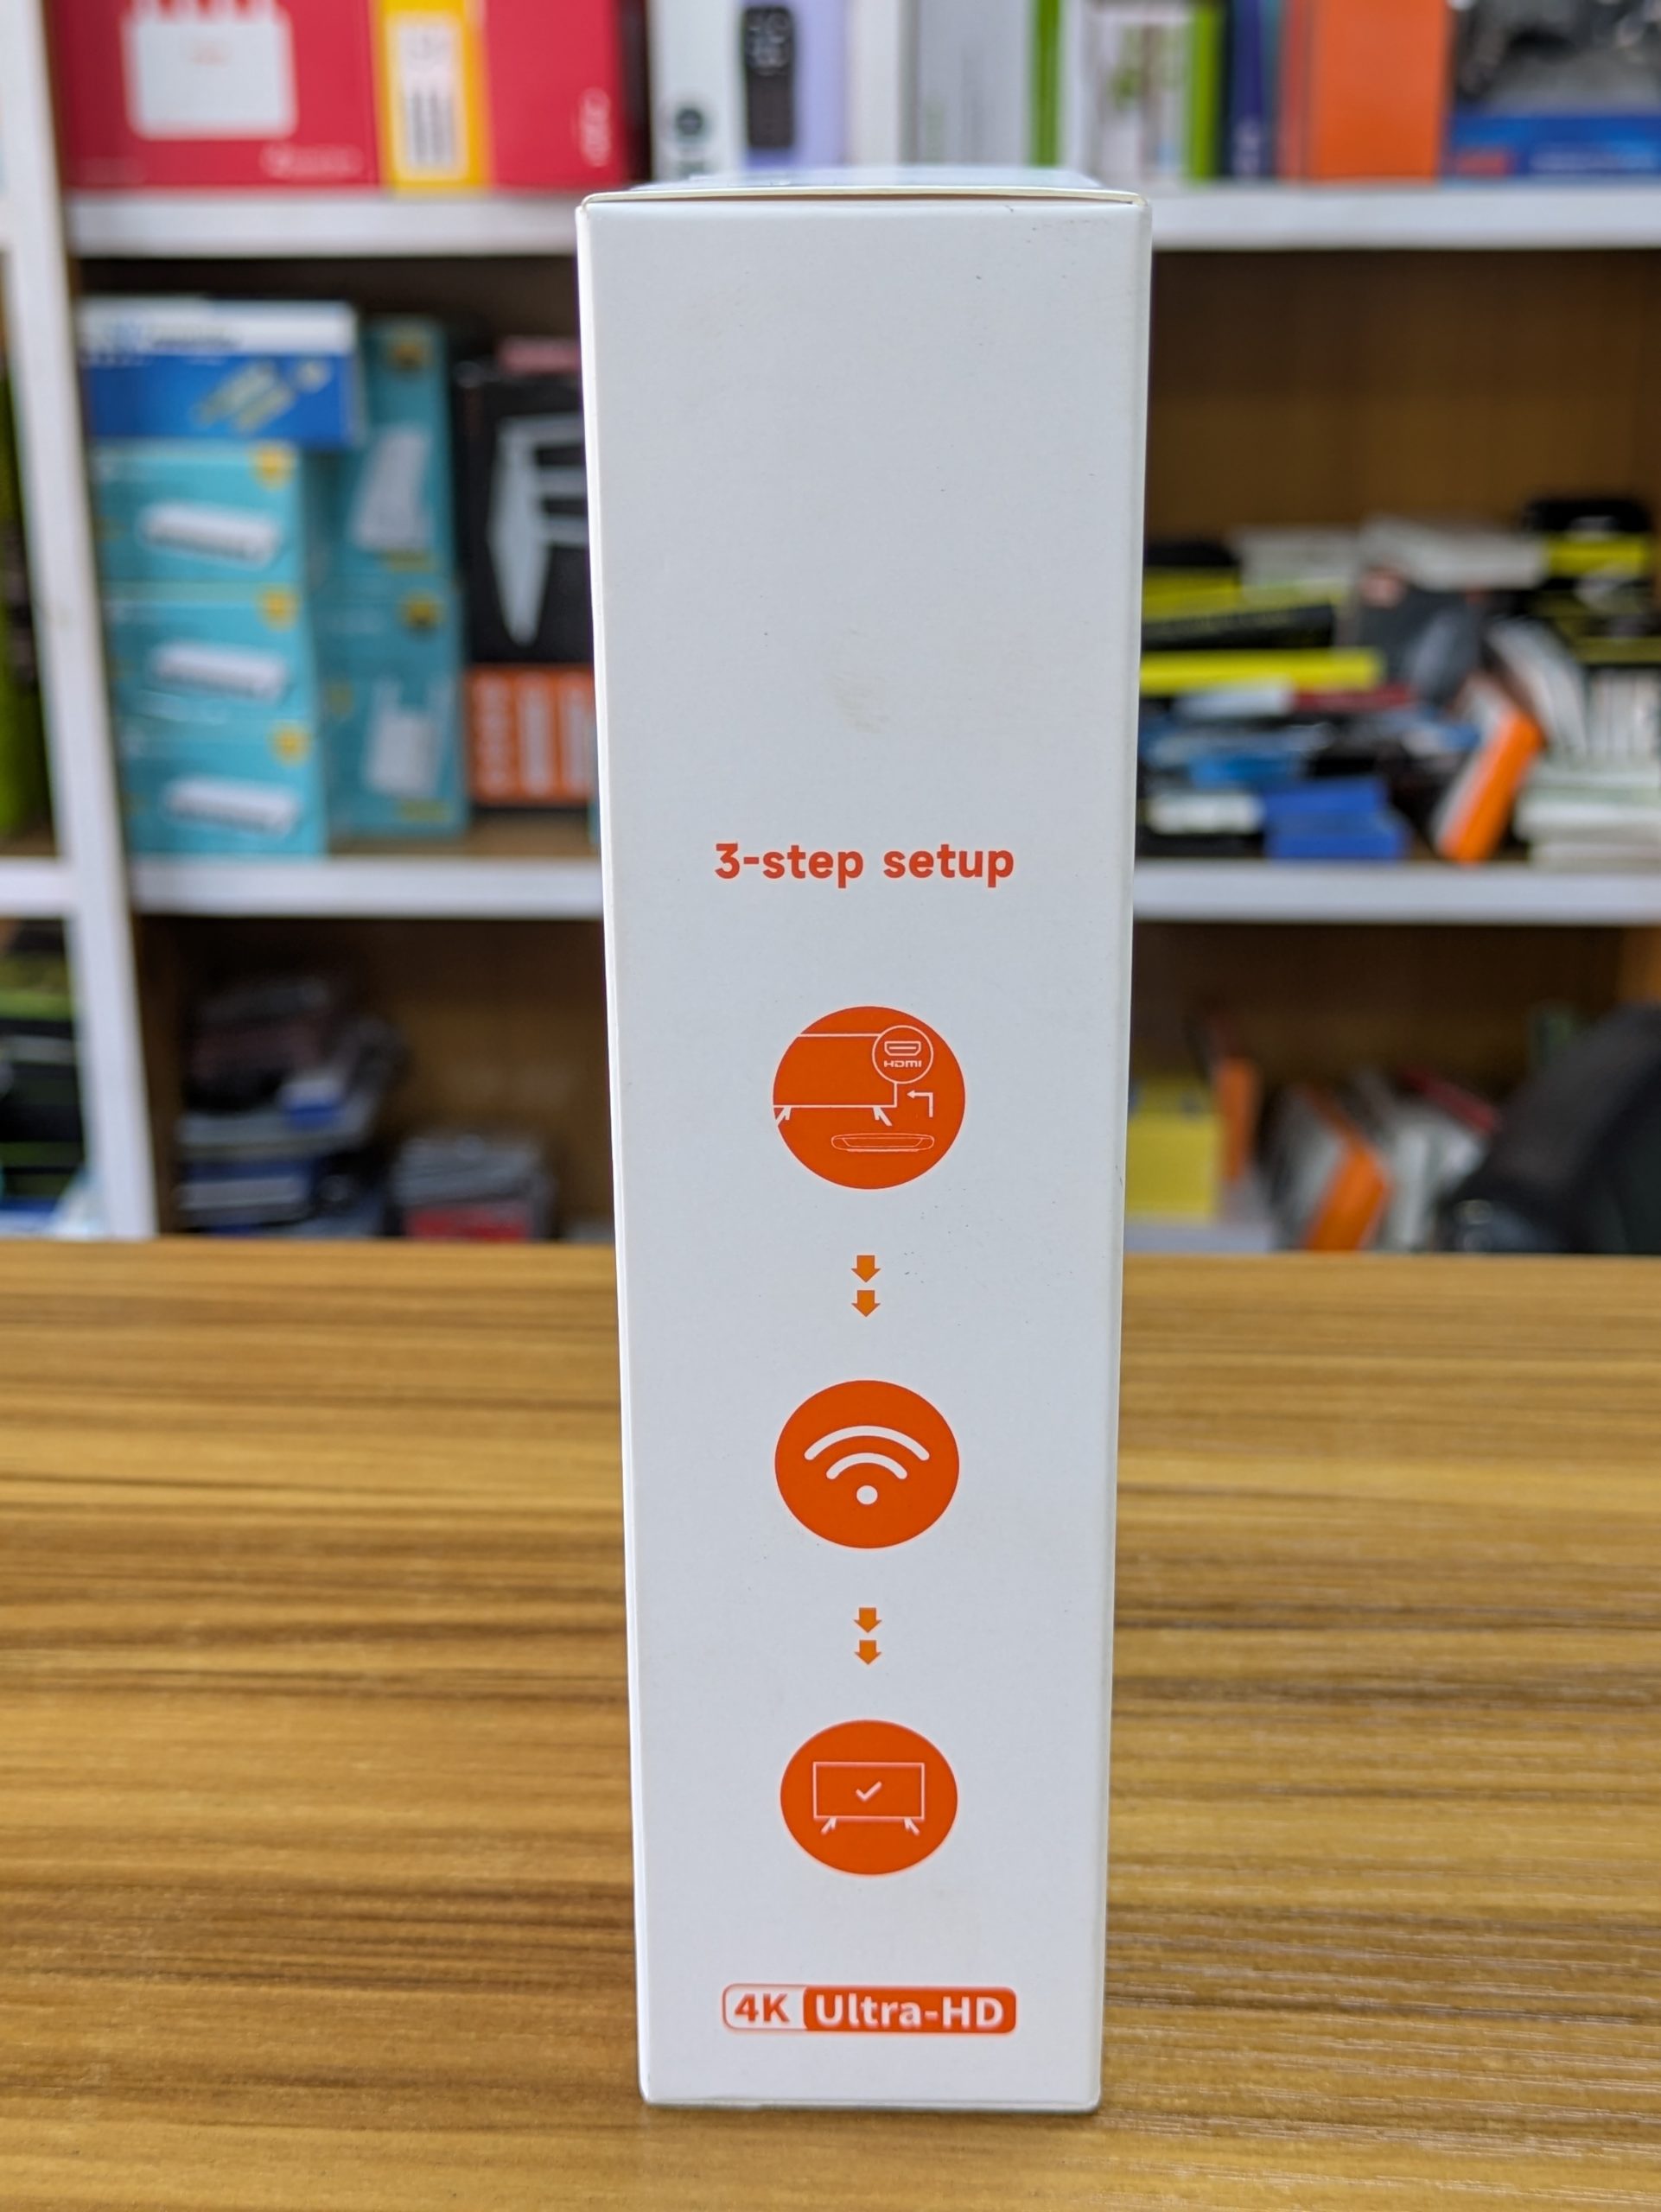 3-step setup
HDMI
4K Ultra-HD